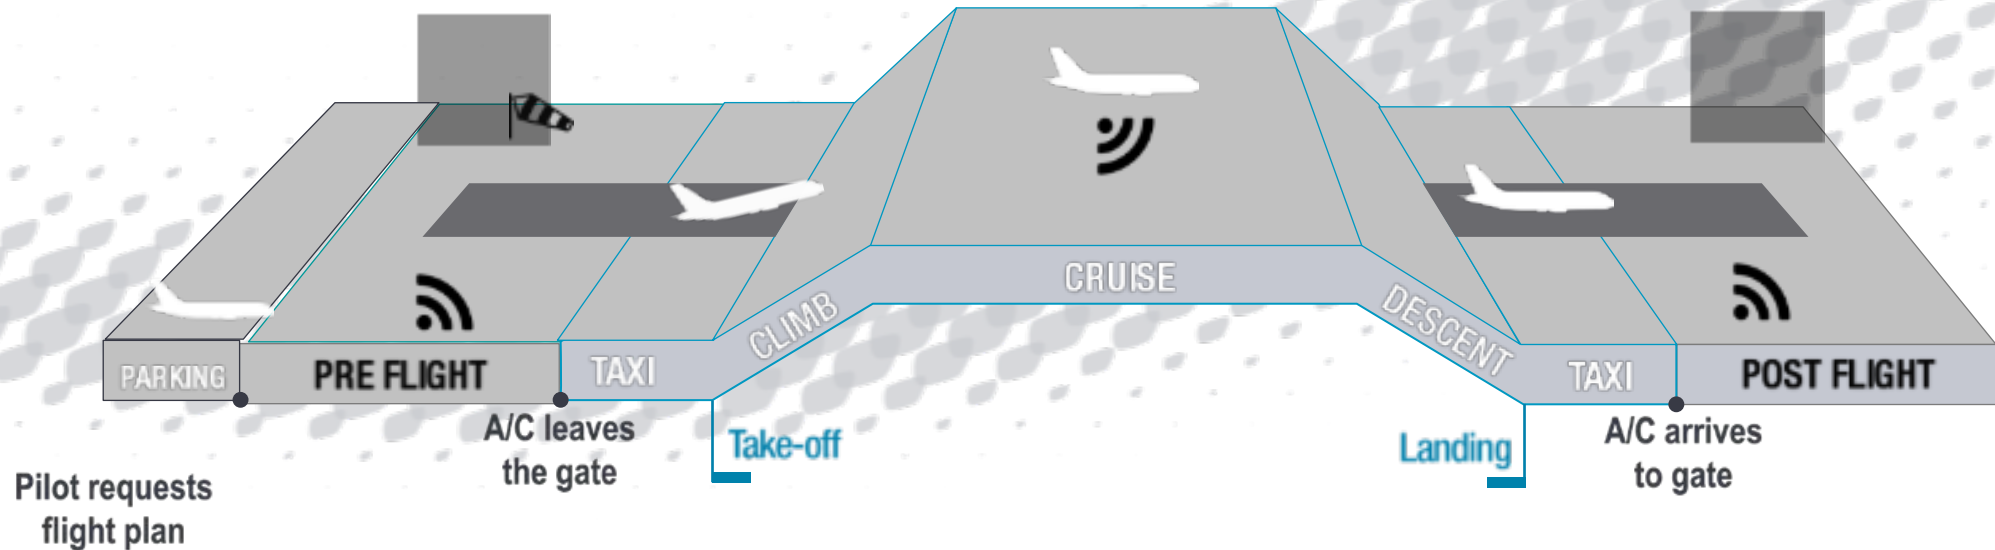 CRUISE
CLIMB
DESCENT
PARKING
PRE FLIGHT
TAXI
TAXI
POST FLIGHT
A/C leaves
the gate
Take-off
Landing
A/C arrives
to gate
Pilot requests
flight plan